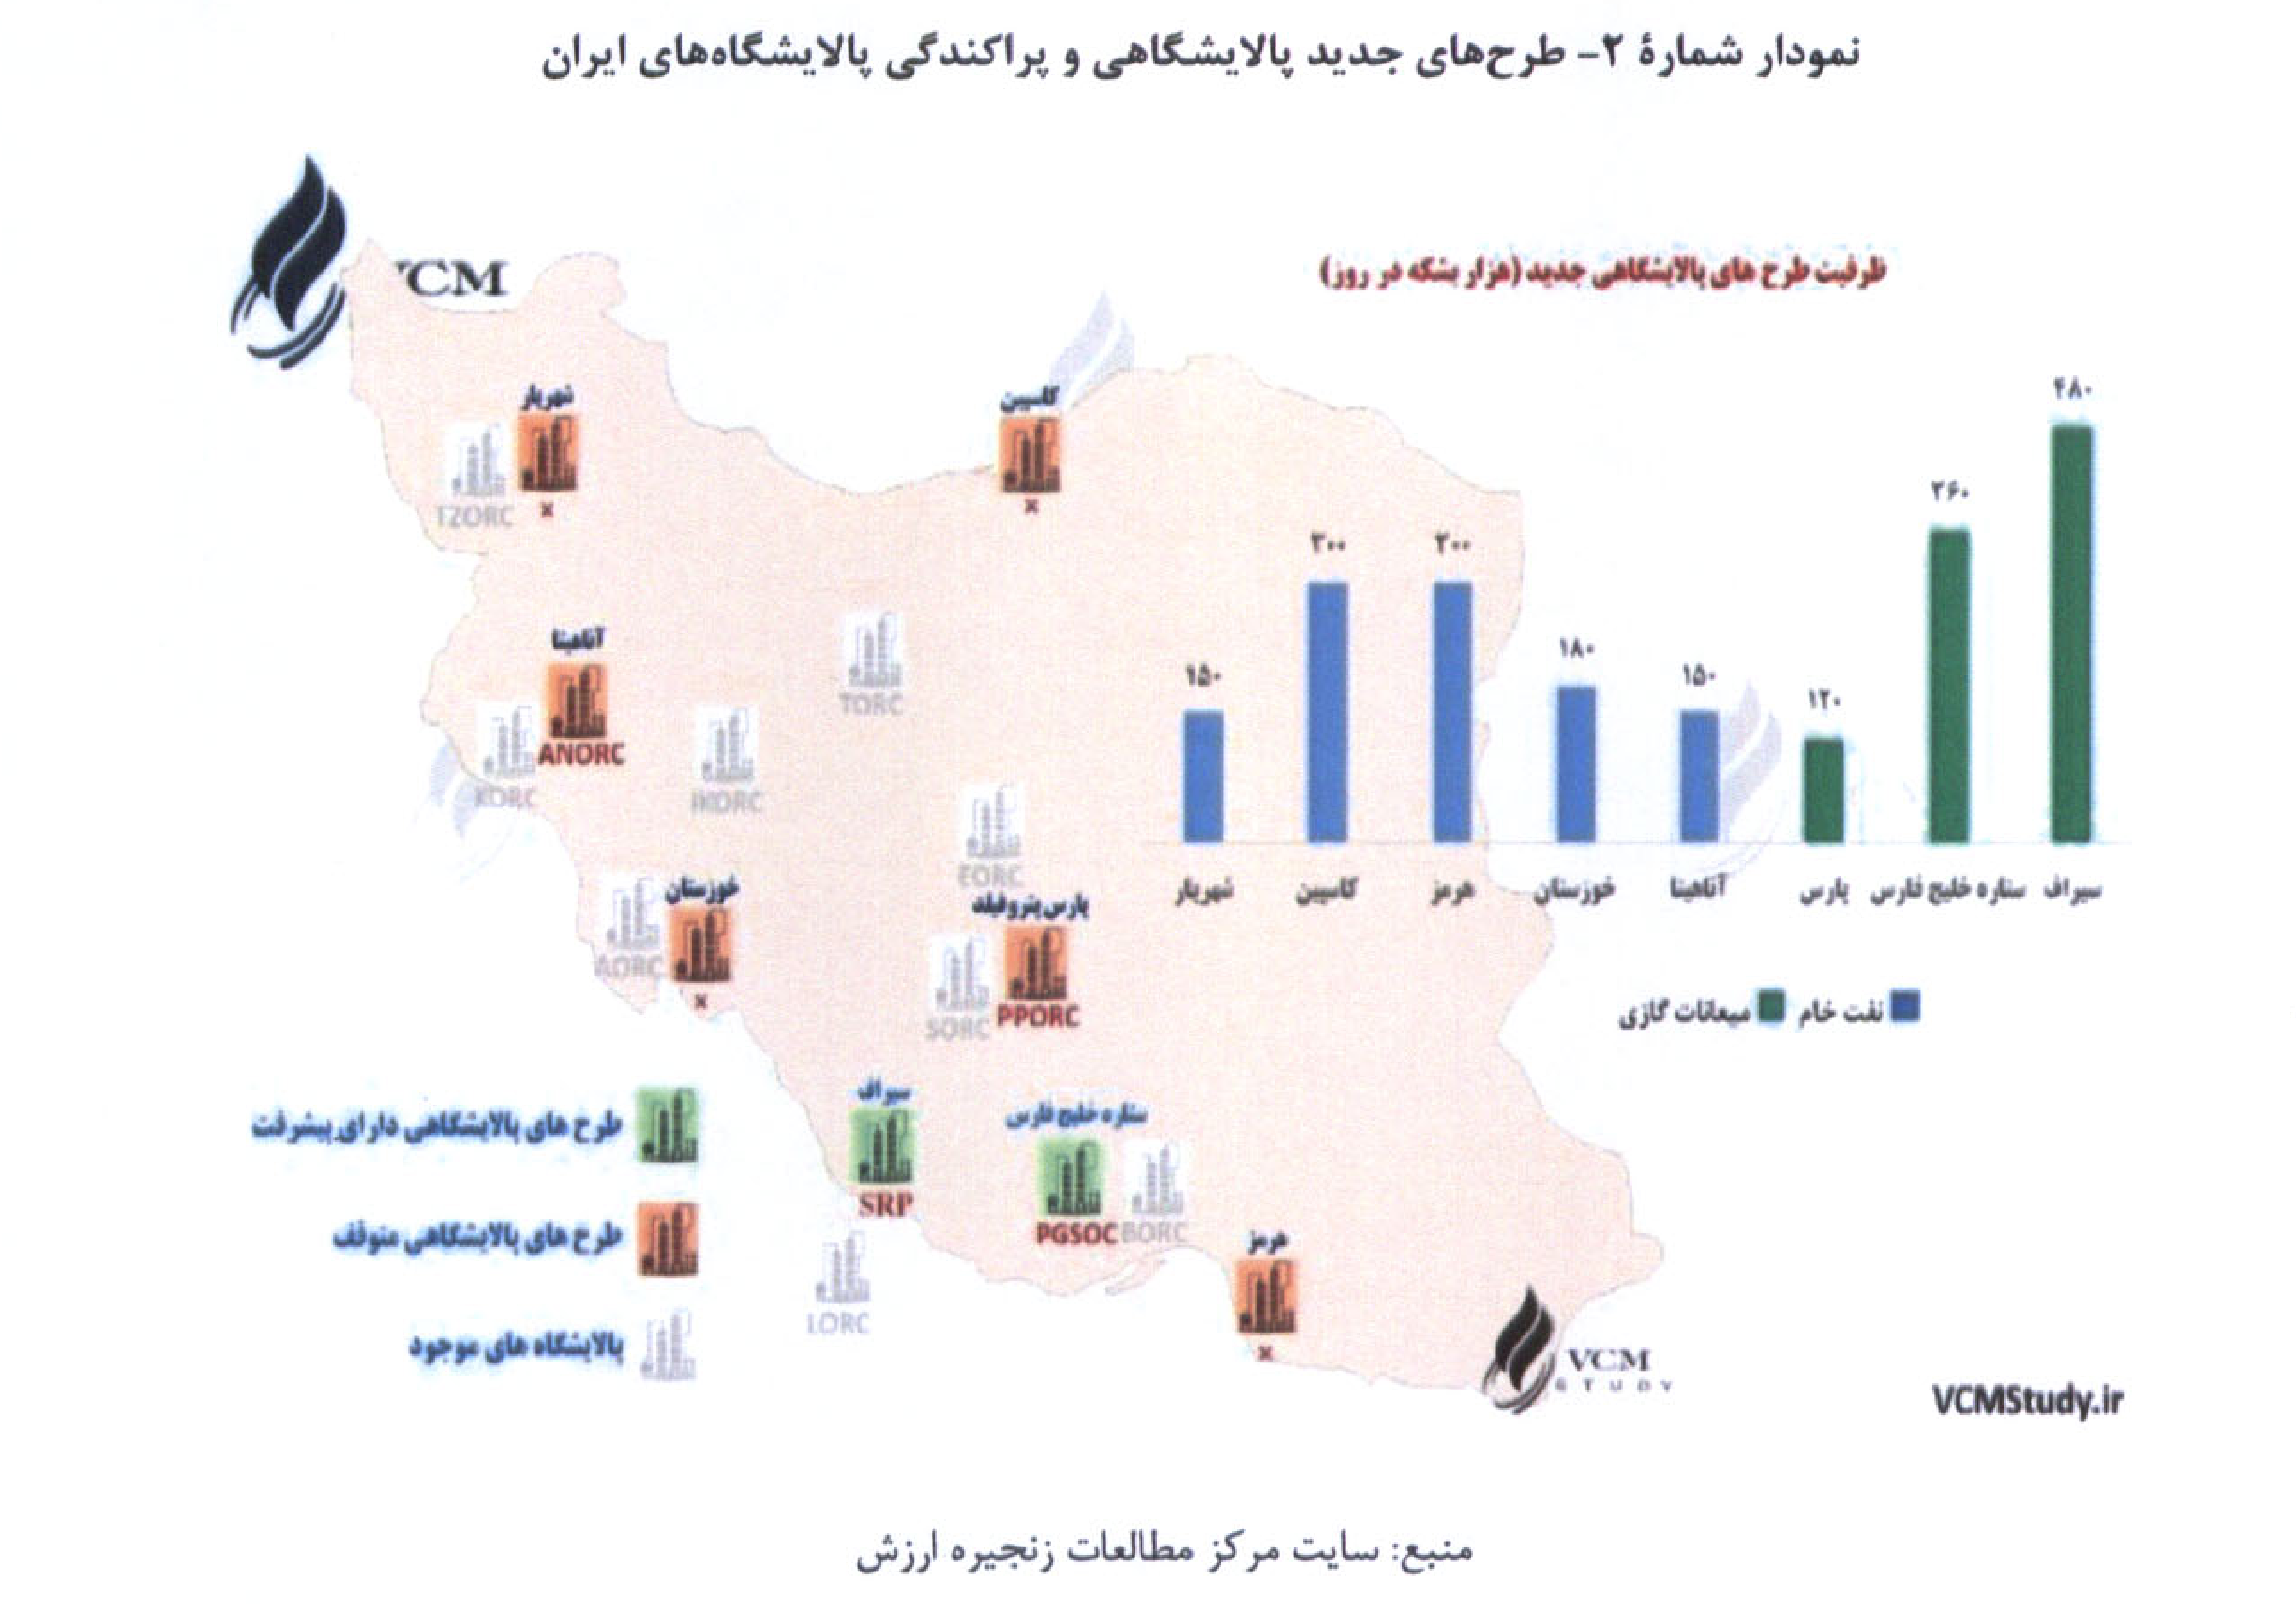 نمودار شمارهٔ ۲- طرح‌های جدید پالایشگاهی و پراکندگی پالایشگاه‌های ایران
VCM
ظرفیت طرح های پالایشگاهی جدید (هزار بشکه در روز)
شهریار
TZORC
x
کاسپین
x
آناهیتا
ANORC
KORC
IKORC
TORC
EORC
خوزستان
AORC
x
پارس پتروفیلد
SORC
PPORC
سیراف
SRP
ستاره خلیج فارس
PGSOC
BORC
LORC
هرمز
x
۱۵۰
۳۰۰
۳۰۰
۱۸۰
۱۵۰
۱۲۰
۳۶۰
۴۸۰
شهریار
کاسپین
هرمز
خوزستان
آناهیتا
پارس
ستاره خلیج فارس
سیراف
نفت خام
میعانات گازی
طرح های پالایشگاهی دارای پیشرفت
طرح های پالایشگاهی متوقف
پالایشگاه های موجود
VCM
STUDY
VCMStudy.ir
منبع: سایت مرکز مطالعات زنجیره ارزش